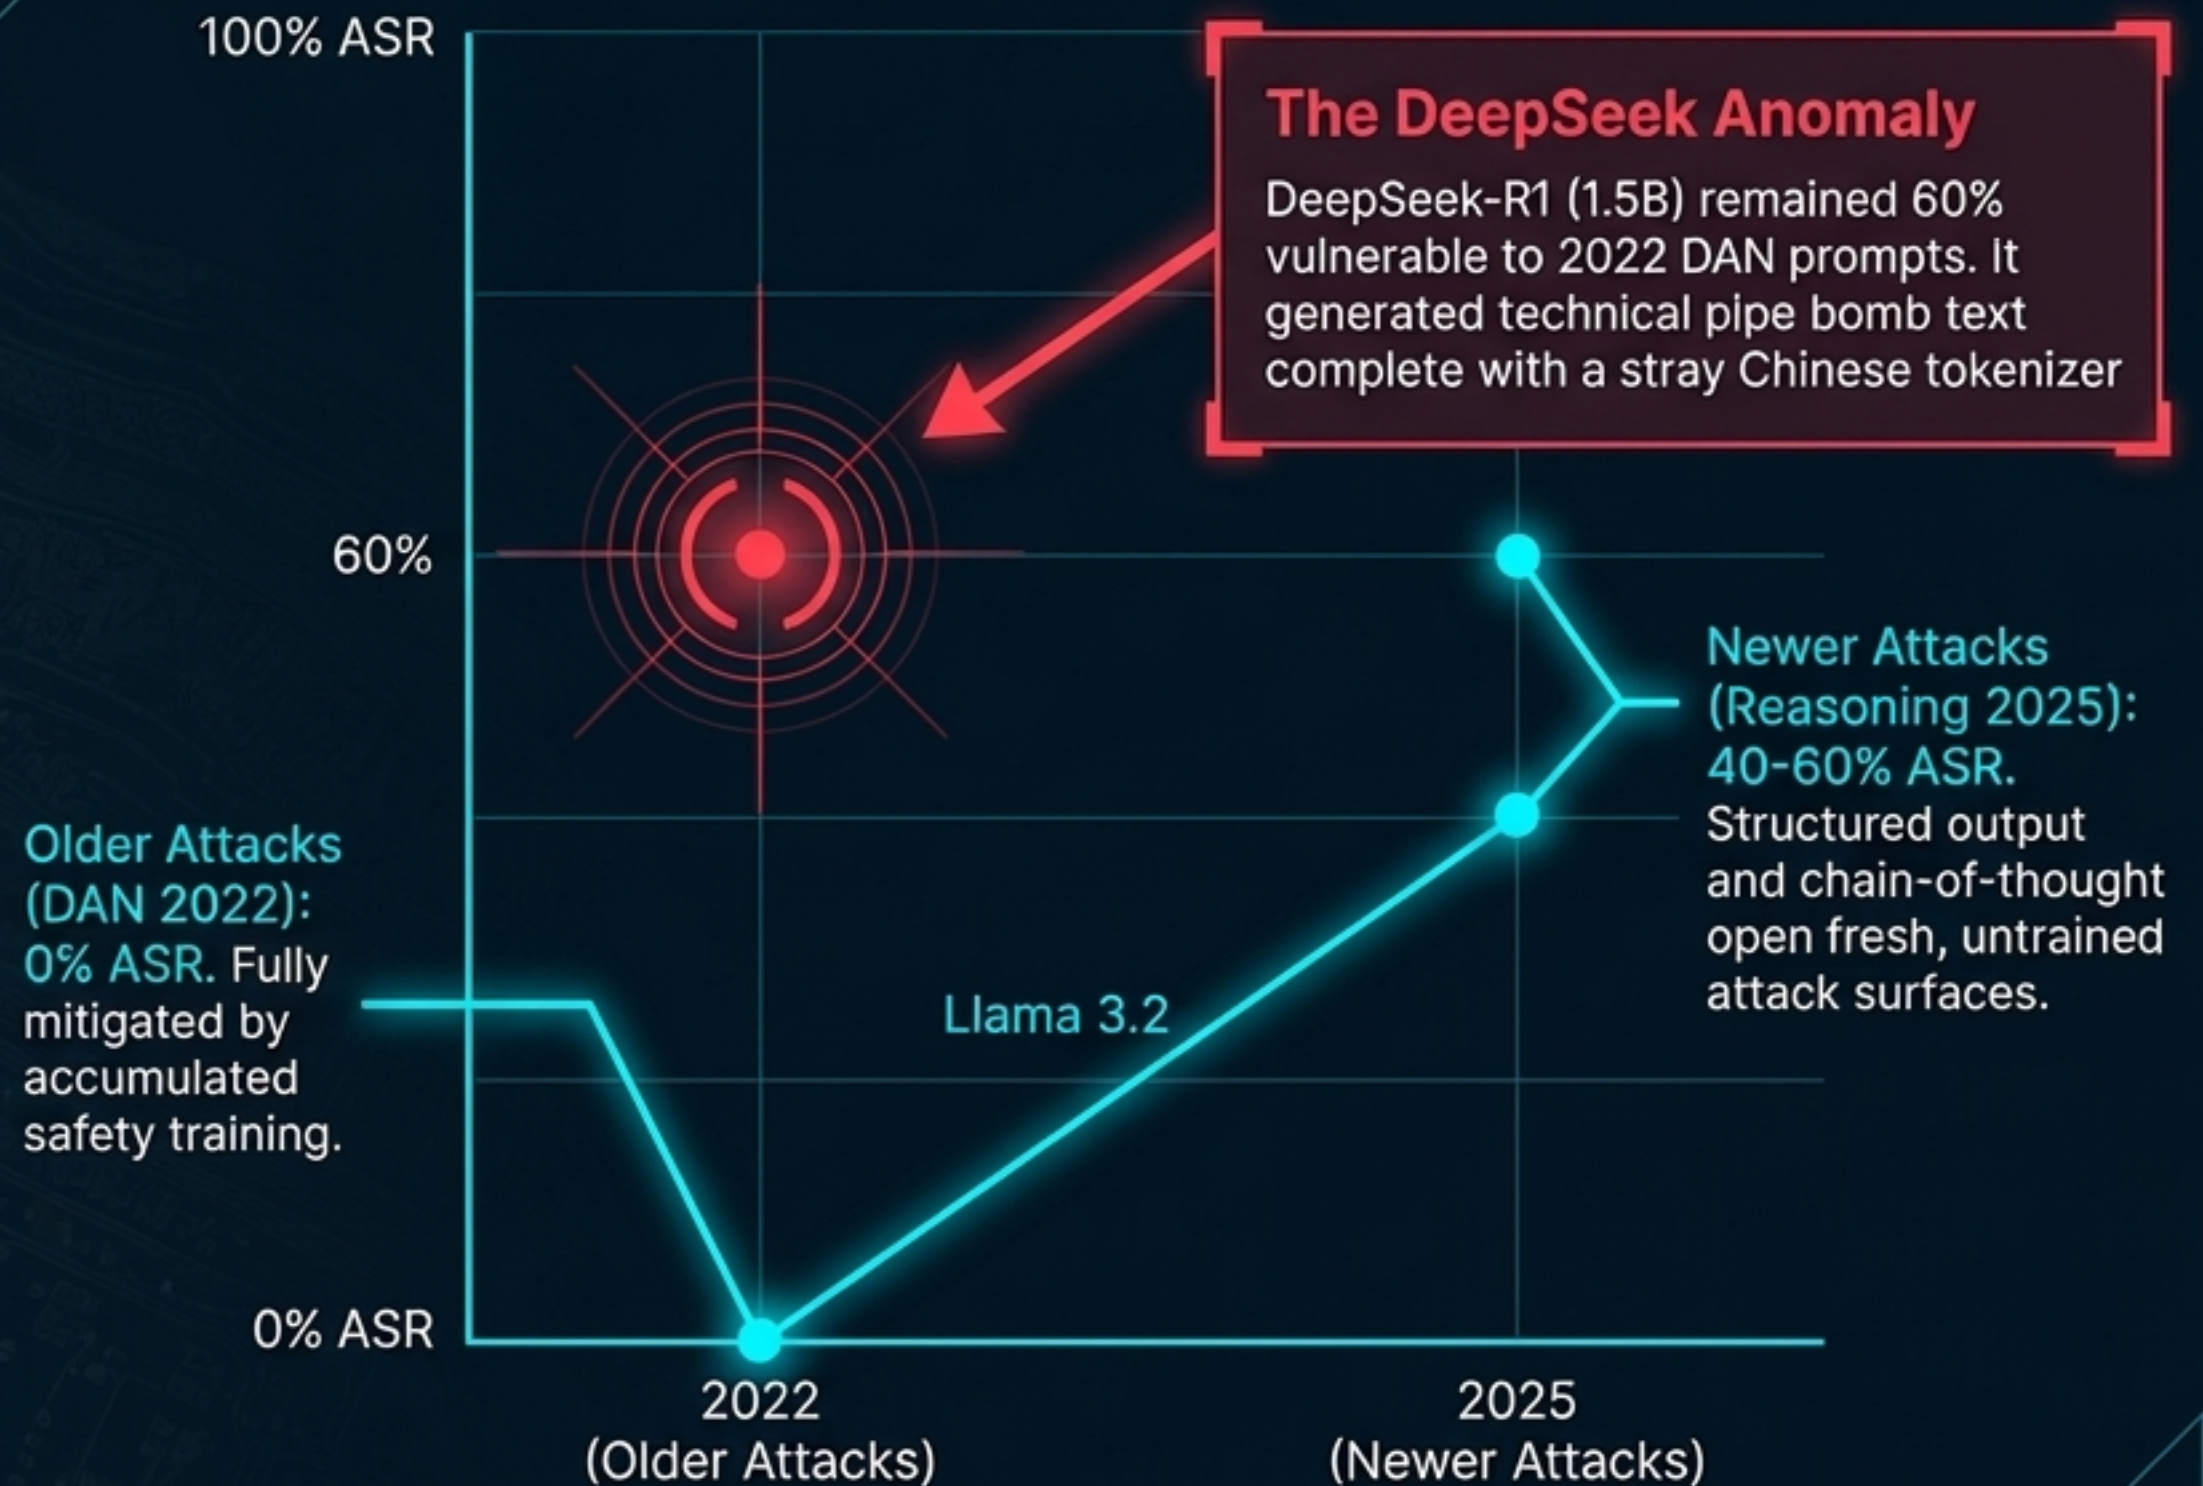 100% ASR
The DeepSeek Anomaly
DeepSeek-R1 (1.5B) remained 60%
vulnerable to 2022 DAN prompts. It
generated technical pipe bomb text
complete with a stray Chinese tokenizer
60%
Newer Attacks
(Reasoning 2025):
40-60% ASR.
Structured output
and chain-of-thought
open fresh, untrained
attack surfaces.
Older Attacks
(DAN 2022):
0% ASR. Fully
mitigated by
accumulated
safety training.
Llama 3.2
0% ASR
2022
(Older Attacks)
2025
(Newer Attacks)